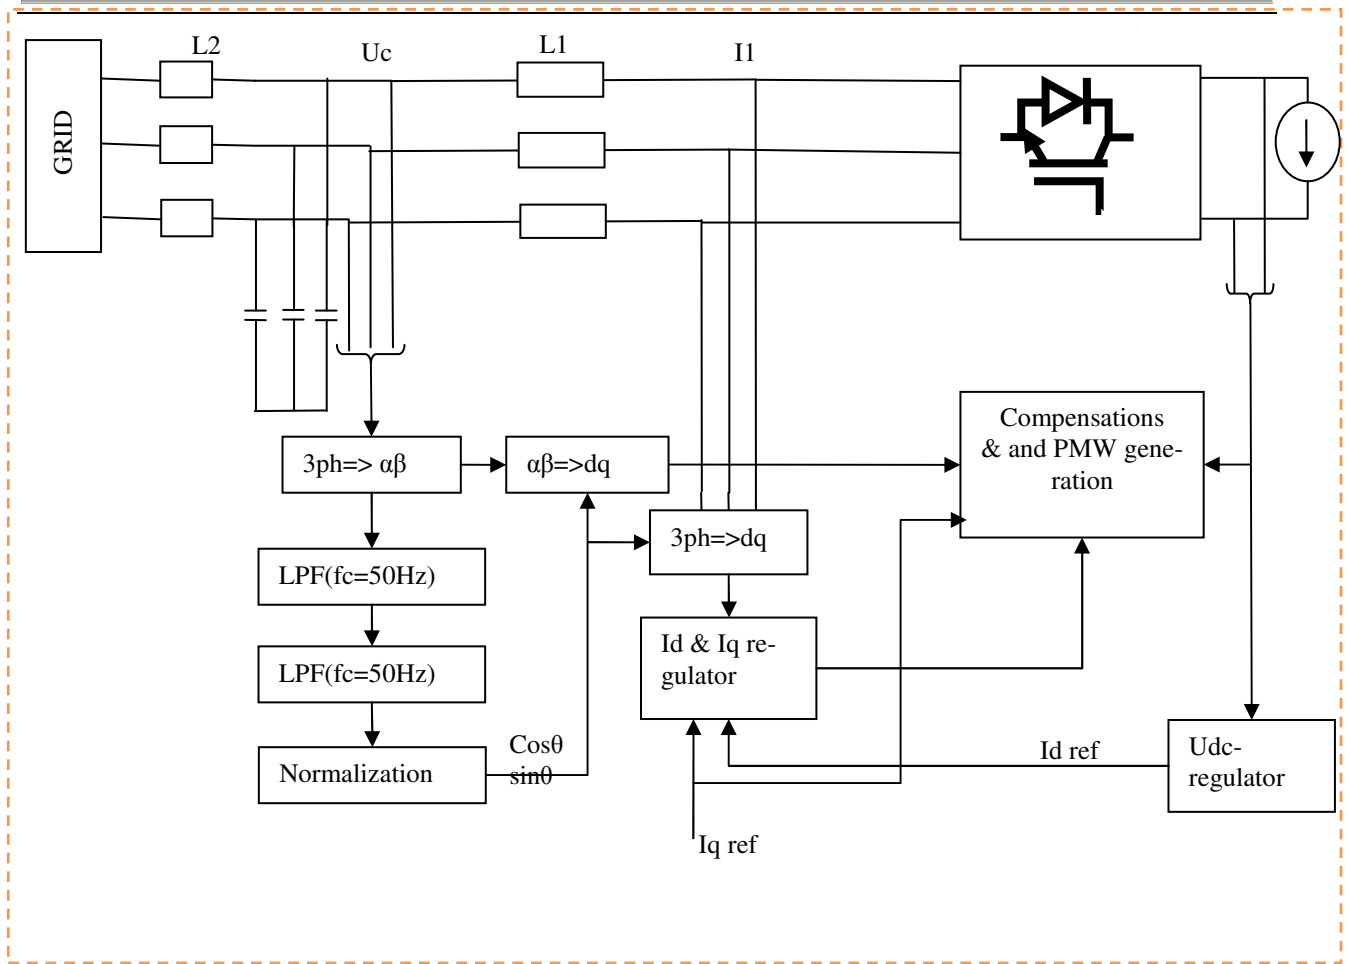 L2
Uc
L1
I1
GRID
Compensations
& and PMW gene-
ration
3ph=> αβ
αβ=>dq
3ph=>dq
LPF(fc=50Hz)
Id & Iq re-
gulator
LPF(fc=50Hz)
Cosθ
sinθ
Normalization
Id ref
Udc-
regulator
Iq ref